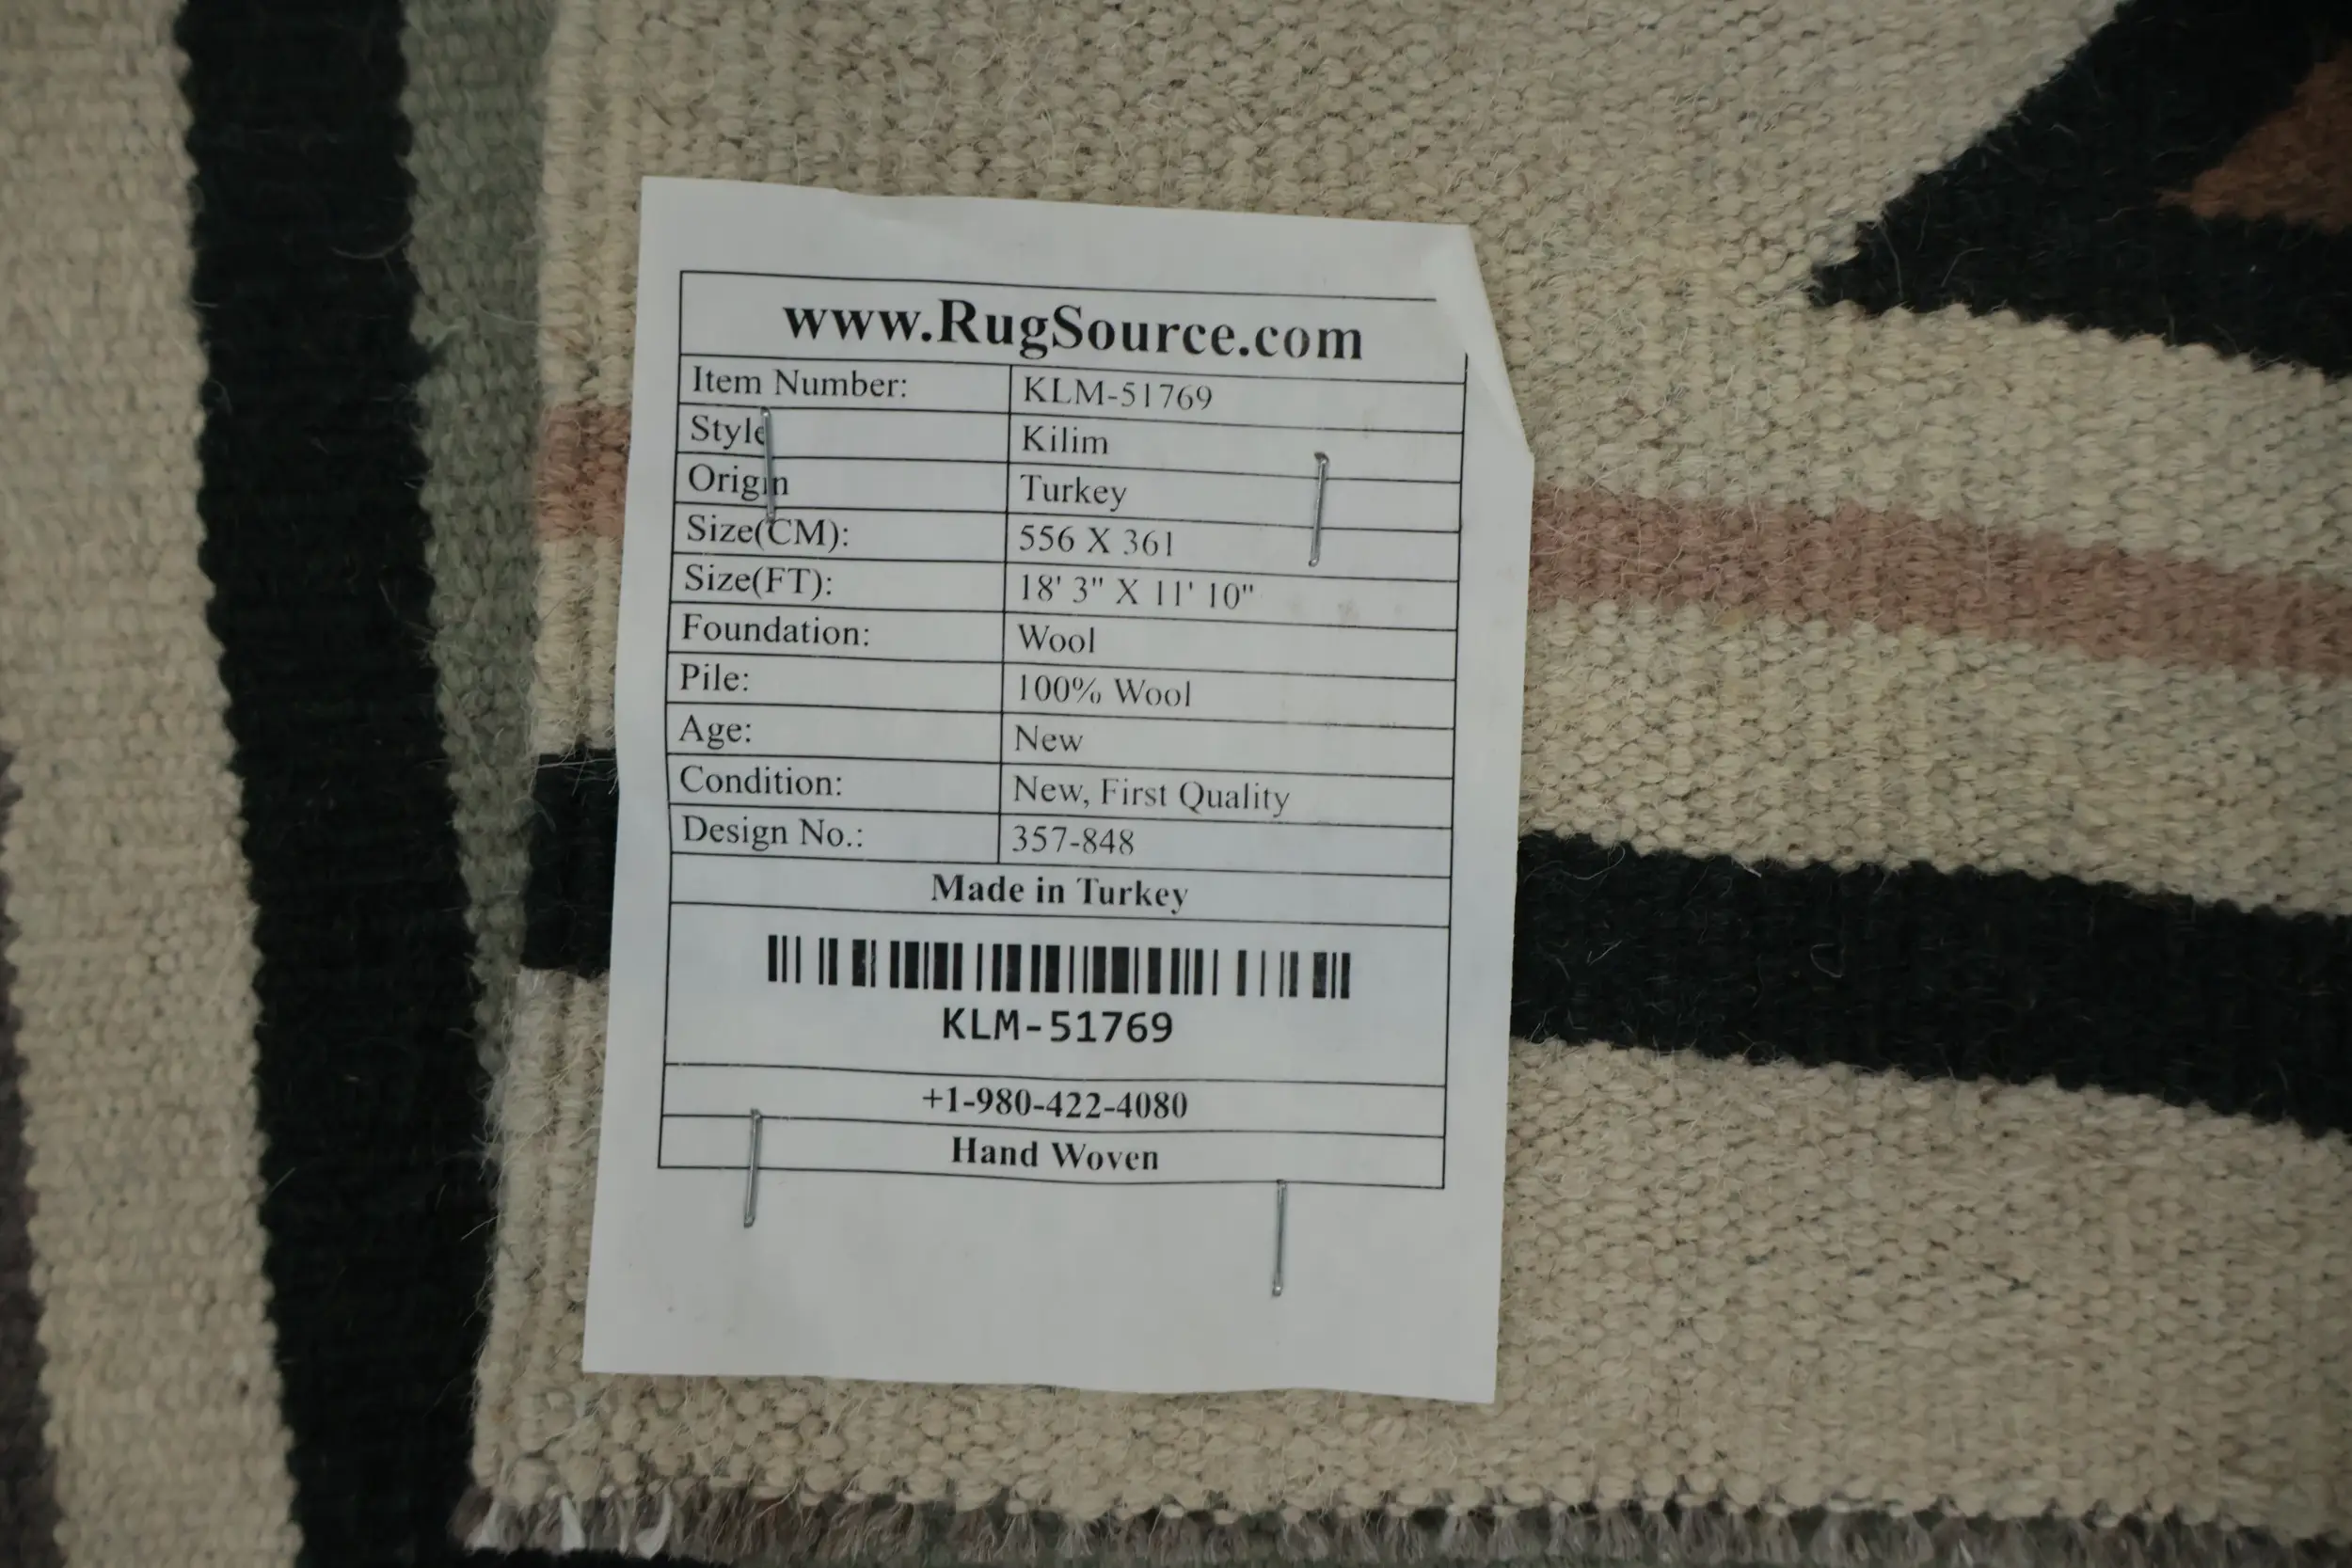 www.RugSource.com
Item Number: KLM-51769
Style Kilim
Origin Turkey
Size(CM): 556 X 361
Size(FT): 18' 3" X 11' 10"
Foundation: Wool
Pile: 100% Wool
Age: New
Condition: New, First Quality
Design No.: 357-848
Made in Turkey
KLM-51769
+1-980-422-4080
Hand Woven